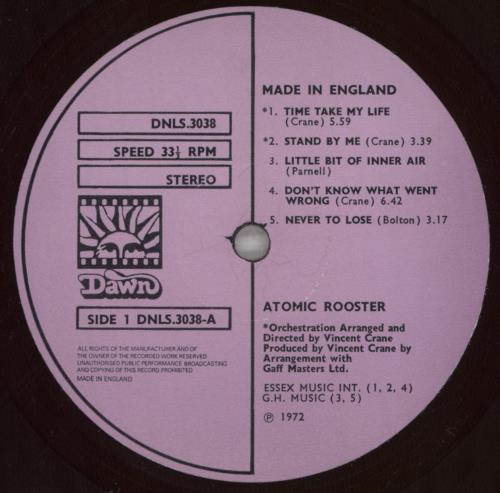 DNLS.3038
SPEED 33⅓ RPM
STEREO
Dawn
SIDE 1 DNLS.3038-A
ALL RIGHTS OF THE MANUFACTURER AND OF
THE OWNER OF THE RECORDED WORK RESERVED.
UNAUTHORISED PUBLIC PERFORMANCE BROADCASTING
AND COPYING OF THIS RECORD PROHIBITED
MADE IN ENGLAND
MADE IN ENGLAND
*1. TIME TAKE MY LIFE
(Crane) 5.59
*2. STAND BY ME (Crane) 3.39
3. LITTLE BIT OF INNER AIR
(Parnell)
4. DON'T KNOW WHAT WENT
WRONG (Crane) 6.42
5. NEVER TO LOSE (Bolton) 3.17
ATOMIC ROOSTER
*Orchestration Arranged and
Directed by Vincent Crane
Produced by Vincent Crane by
Arrangement with
Gaff Masters Ltd.
ESSEX MUSIC INT. (1, 2, 4)
G.H. MUSIC (3, 5)
℗ 1972